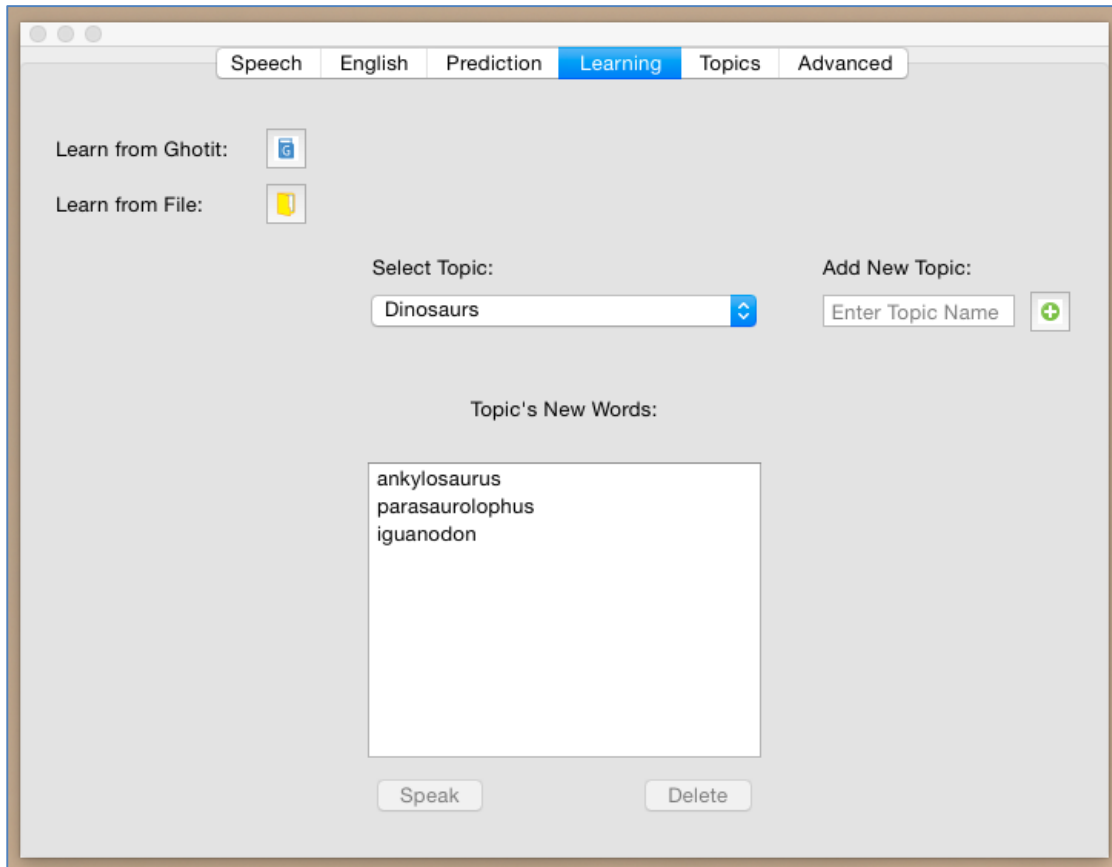 Speech English Prediction Learning Topics Advanced
Learn from Ghotit: G
Learn from File:
Select Topic: Add New Topic:
Dinosaurs Enter Topic Name
Topic's New Words:
ankylosaurus
parasaurolophus
iguanodon
Speak Delete